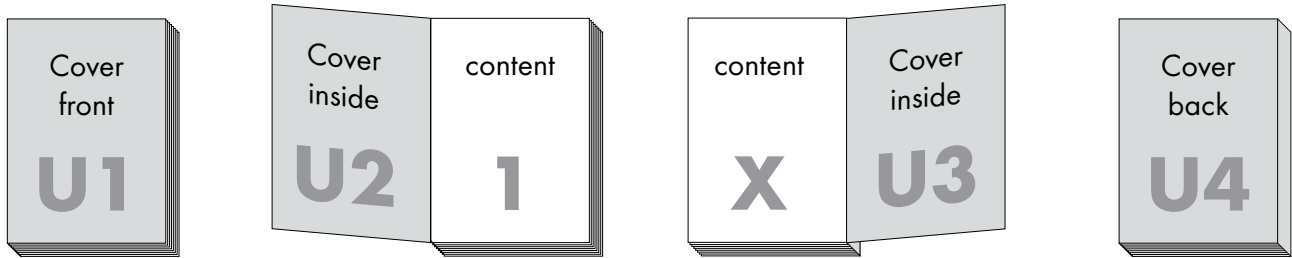 Cover
front
U1
Cover
inside
U2
content
1
content
X
Cover
inside
U3
Cover
back
U4